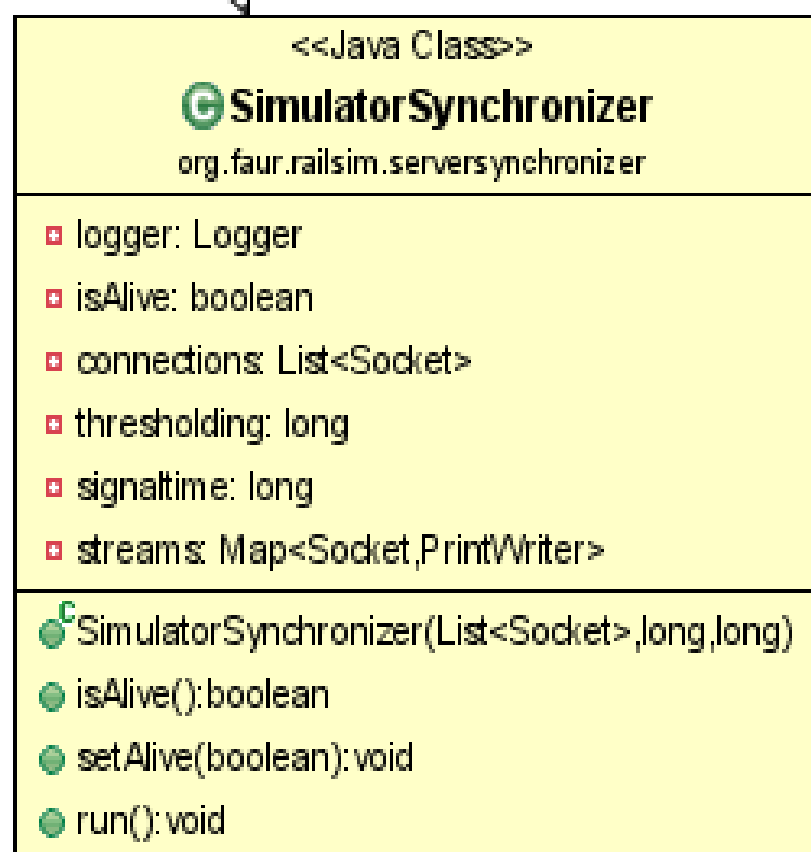 <<Java Class>>
C SimulatorSynchronizer
org.faur.railsim.serversynchronizer
logger: Logger
isAlive: boolean
connections: List<Socket>
thresholding: long
signaltime: long
streams: Map<Socket,PrintWriter>
C SimulatorSynchronizer(List<Socket>,long,long)
isAlive():boolean
setAlive(boolean):void
run():void